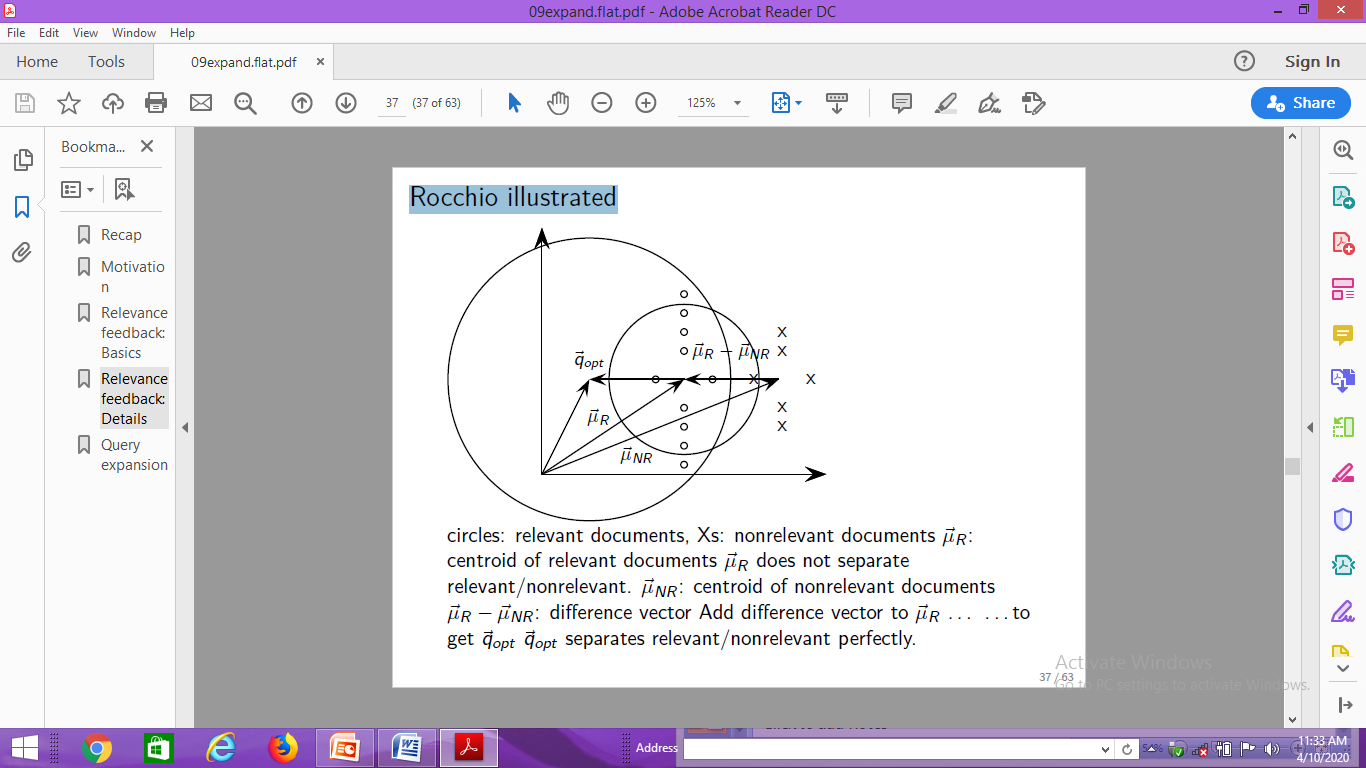 09expand.flat.pdf - Adobe Acrobat Reader DC
File Edit View Window Help
Home Tools 09expand.flat.pdf × ? Sign In
37 (37 of 63) 125% Share
Bookma...
Recap
Motivatio
n
Relevance
feedback:
Basics
Relevance
feedback:
Details
Query
expansion
Rocchio illustrated
X
μ⃗R − μ⃗NR X
q⃗opt
X X
μ⃗R X
X
μ⃗NR
circles: relevant documents, Xs: nonrelevant documents μ⃗R:
centroid of relevant documents μ⃗R does not separate
relevant/nonrelevant. μ⃗NR: centroid of nonrelevant documents
μ⃗R − μ⃗NR: difference vector Add difference vector to μ⃗R … … to
get q⃗opt q⃗opt separates relevant/nonrelevant perfectly.
37 / 63
Activate Windows
Go to PC settings to activate Windows.
Address
11:33 AM
4/10/2020